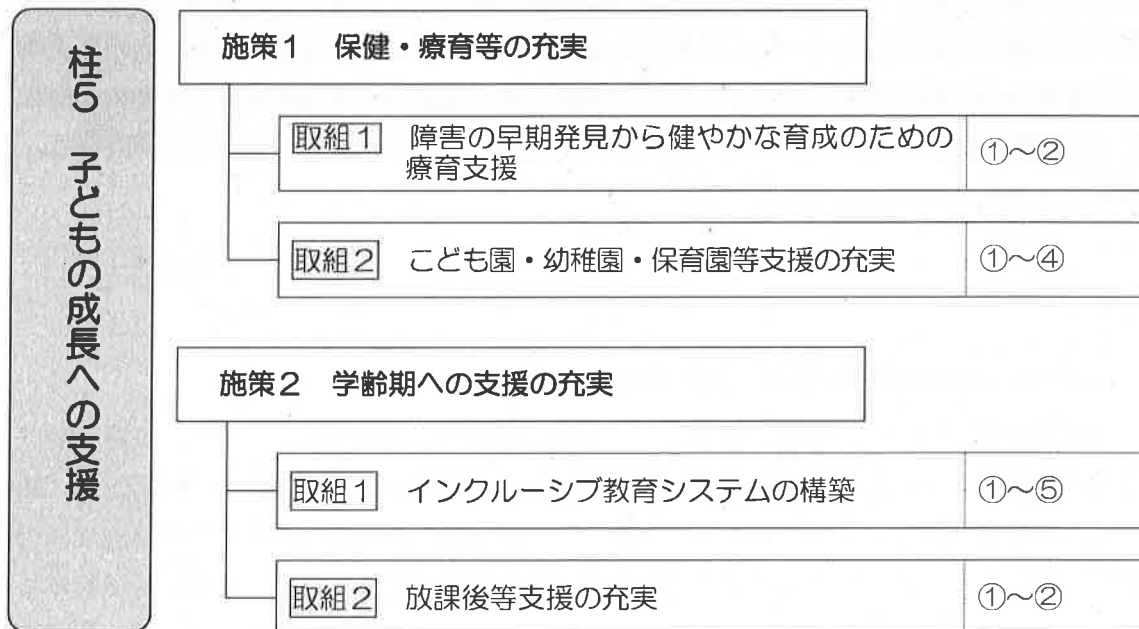 柱5 子どもの成長への支援
施策1 保健・療育等の充実
取組1 障害の早期発見から健やかな育成のための
療育支援
①～②
取組2 こども園・幼稚園・保育園等支援の充実
①～④
施策2 学齢期への支援の充実
取組1 インクルーシブ教育システムの構築
①～⑤
取組2 放課後等支援の充実
①～②